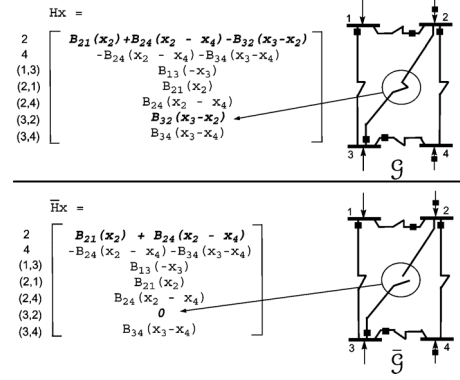 Hx =
2 B₂₁(x₂)+B₂₄(x₂ - x₄)-B₃₂(x₃-x₂)
4 -B₂₄(x₂ - x₄)-B₃₄(x₃-x₄)
(1,3) B₁₃(-x₃)
(2,1) B₂₁(x₂)
(2,4) B₂₄(x₂ - x₄)
(3,2) B₃₂(x₃-x₂)
(3,4) B₃₄(x₃-x₄)
1 2
3 4
𝒢
H̅x =
2 B₂₁(x₂) + B₂₄(x₂ - x₄)
4 -B₂₄(x₂ - x₄)-B₃₄(x₃-x₄)
(1,3) B₁₃(-x₃)
(2,1) B₂₁(x₂)
(2,4) B₂₄(x₂ - x₄)
(3,2) 0
(3,4) B₃₄(x₃-x₄)
1 2
3 4
𝒢̅